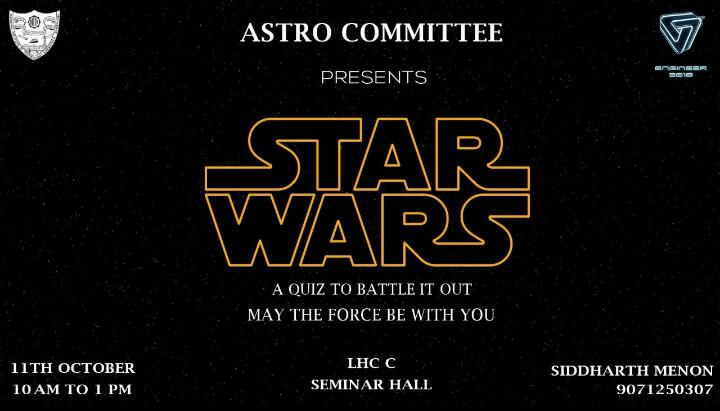 ASTRO COMMITTEE
ENGINEER
2018
PRESENTS
STAR
WARS
A QUIZ TO BATTLE IT OUT
MAY THE FORCE BE WITH YOU
11TH OCTOBER
10 AM TO 1 PM
LHC C
SEMINAR HALL
SIDDHARTH MENON
9071250307